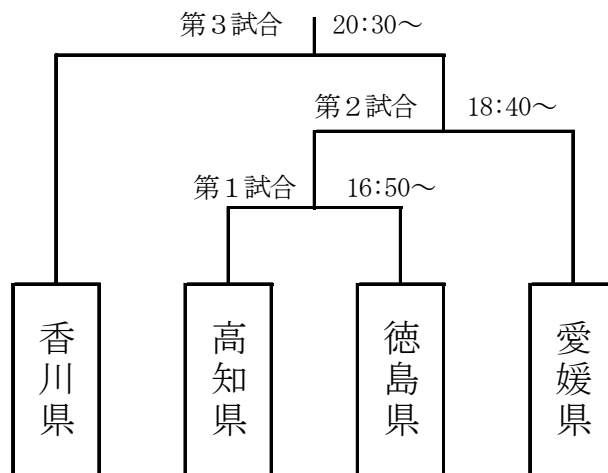 第３試合 20:30～
第２試合 18:40～
第１試合 16:50～
香川県
高知県
徳島県
愛媛県